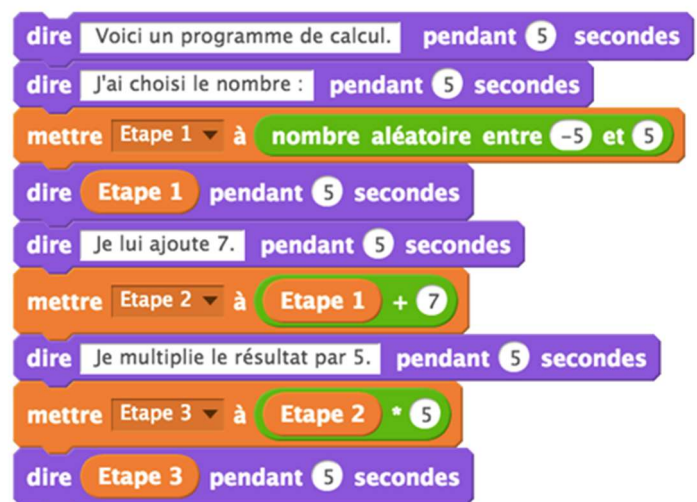 dire Voici un programme de calcul. pendant 5 secondes
dire J'ai choisi le nombre : pendant 5 secondes
mettre Etape 1 à nombre aléatoire entre -5 et 5
dire Etape 1 pendant 5 secondes
dire Je lui ajoute 7. pendant 5 secondes
mettre Etape 2 à Etape 1 + 7
dire Je multiplie le résultat par 5. pendant 5 secondes
mettre Etape 3 à Etape 2 * 5
dire Etape 3 pendant 5 secondes